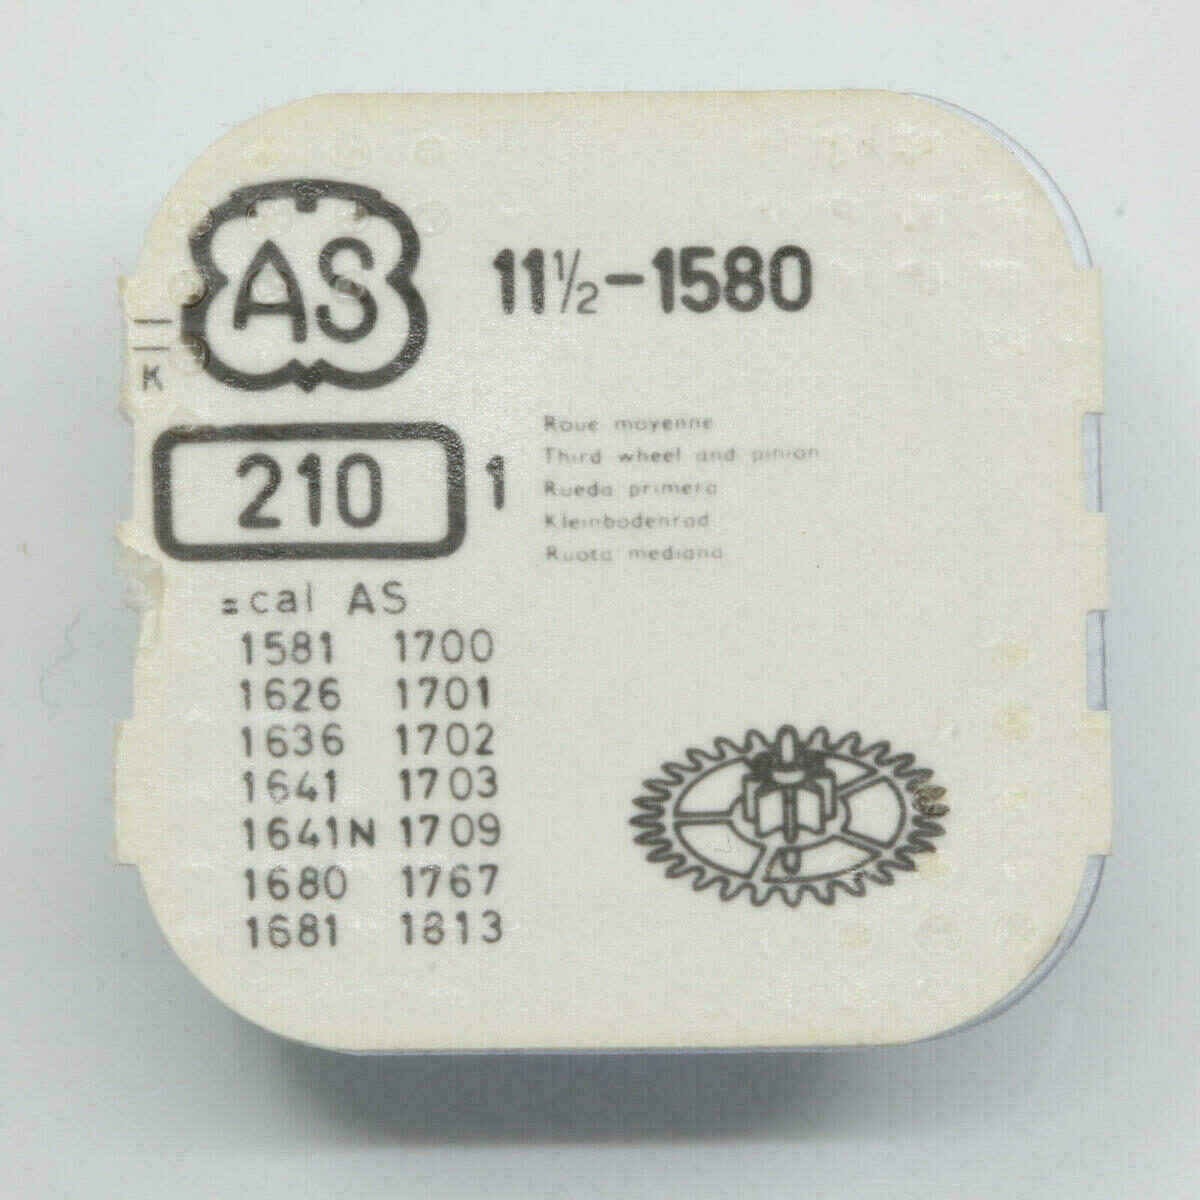 AS
11½-1580
K
210 1
Roue moyenne
Third wheel and pinion
Rueda primera
Kleinbodenrad
Ruota mediana
=cal AS
1581 1700
1626 1701
1636 1702
1641 1703
1641N 1709
1680 1767
1681 1813